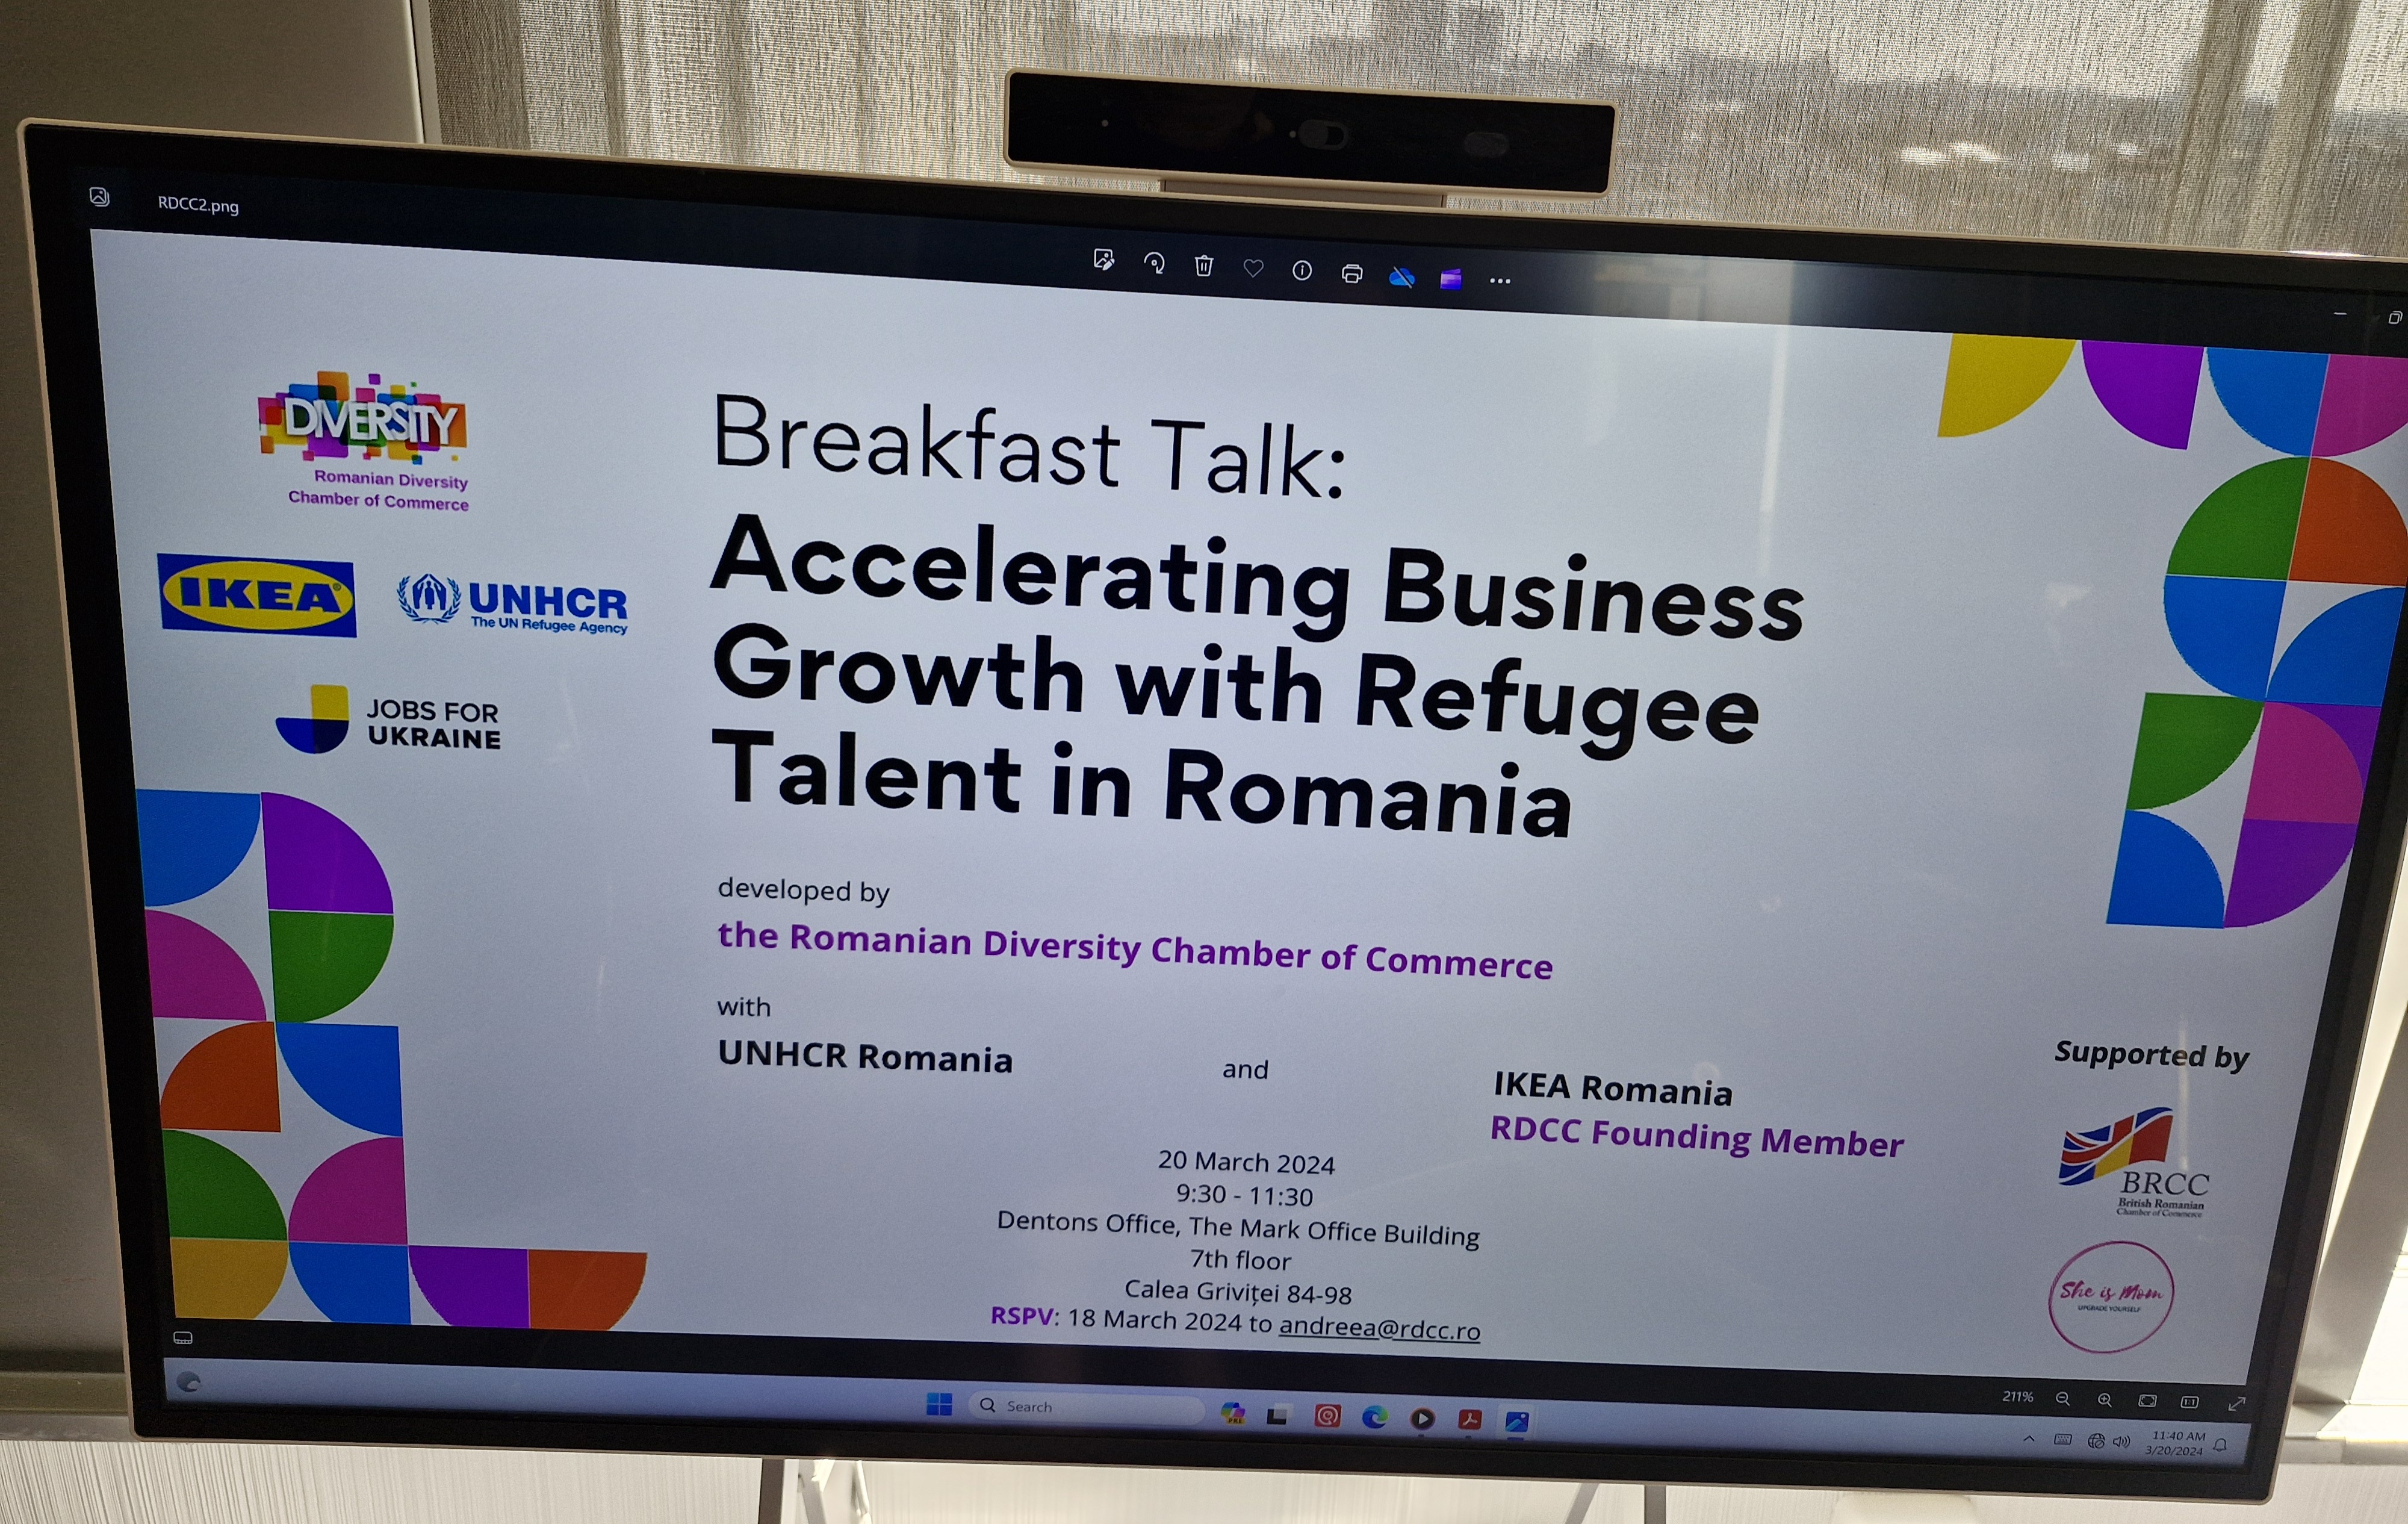 RDCC2.png
DIVERSITY
Romanian Diversity
Chamber of Commerce
IKEA®
UNHCR
The UN Refugee Agency
JOBS FOR
UKRAINE
Breakfast Talk:
Accelerating Business
Growth with Refugee
Talent in Romania
developed by
the Romanian Diversity Chamber of Commerce
with
UNHCR Romania
and
IKEA Romania
RDCC Founding Member
20 March 2024
9:30 - 11:30
Dentons Office, The Mark Office Building
7th floor
Calea Griviței 84-98
RSPV: 18 March 2024 to andreea@rdcc.ro
Supported by
BRCC
British Romanian
Chamber of Commerce
She is Mom
UPGRADE YOURSELF
211%
Search
PRE
11:40 AM
3/20/2024